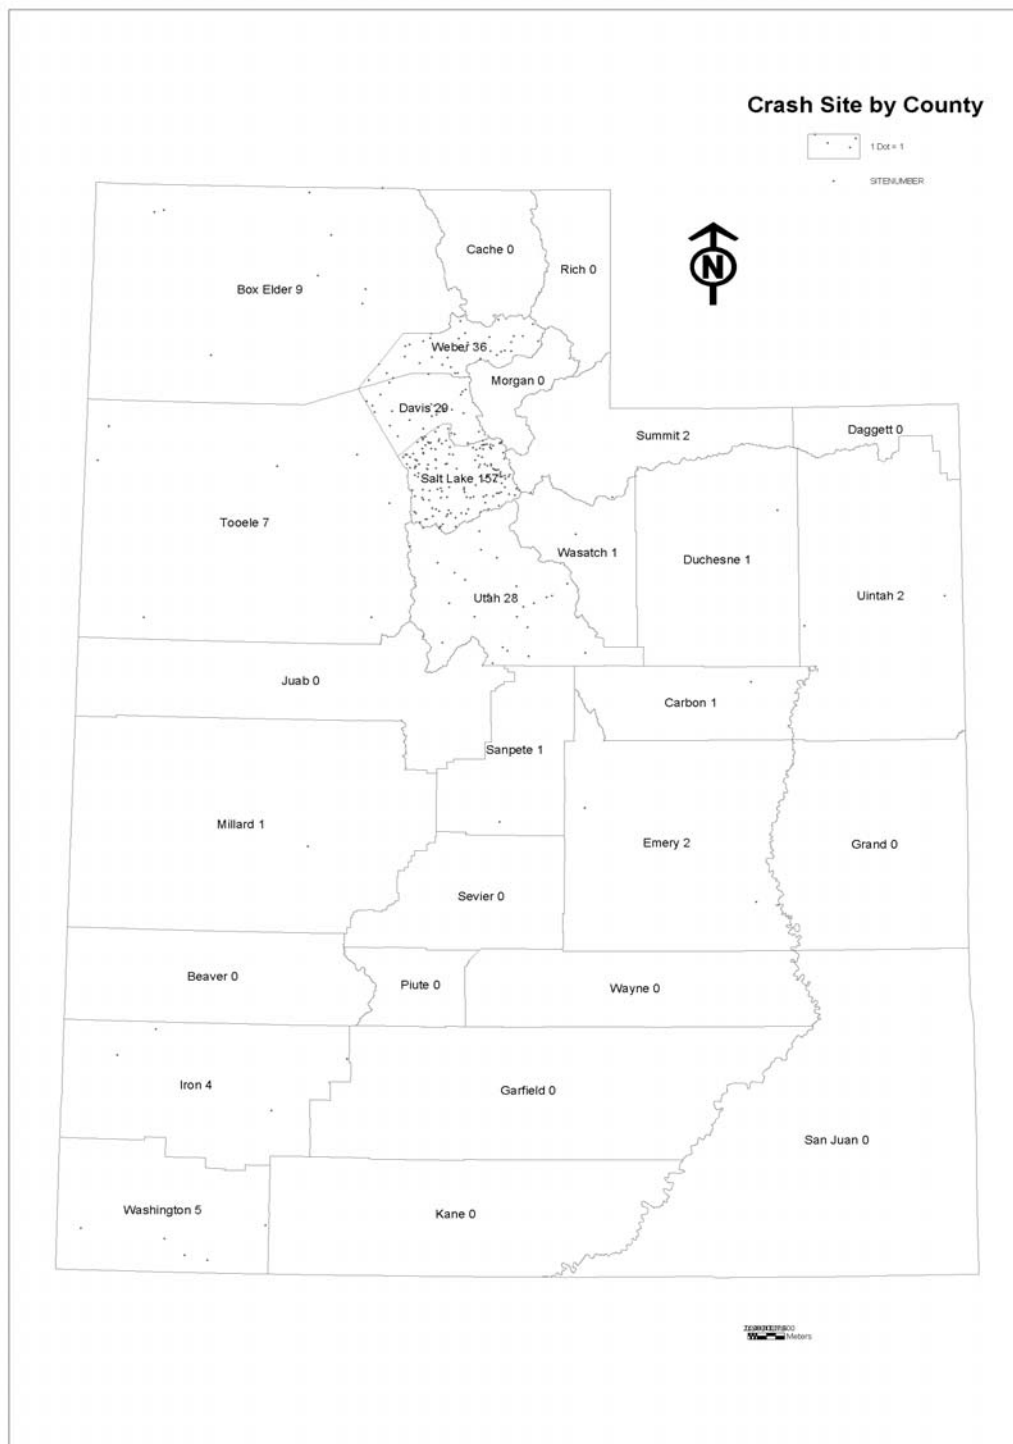 Crash Site by County
1 Dot = 1
SITENUMBER
Cache 0
Rich 0
Box Elder 9
Weber 36
Morgan 0
Davis 29
Summit 2
Daggett 0
Salt Lake 157
Tooele 7
Wasatch 1
Duchesne 1
Uintah 2
Utah 28
Juab 0
Carbon 1
Sanpete 1
Millard 1
Emery 2
Grand 0
Sevier 0
Beaver 0
Piute 0
Wayne 0
Iron 4
Garfield 0
San Juan 0
Washington 5
Kane 0
N
Meters